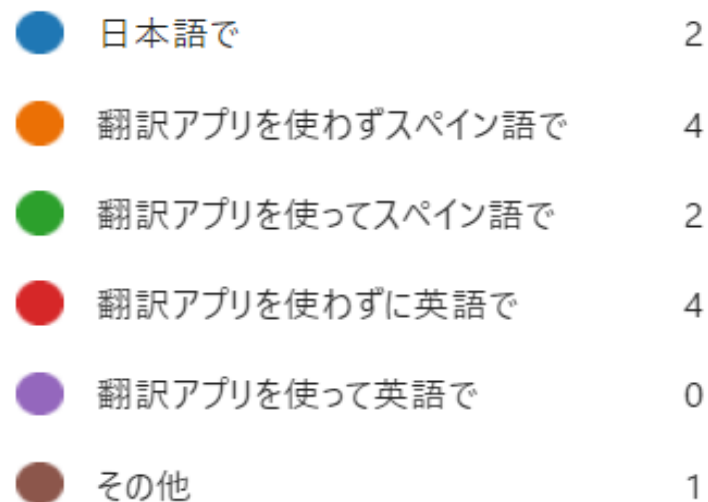 日本語で 2
翻訳アプリを使わずスペイン語で 4
翻訳アプリを使ってスペイン語で 2
翻訳アプリを使わずに英語で 4
翻訳アプリを使って英語で 0
その他 1